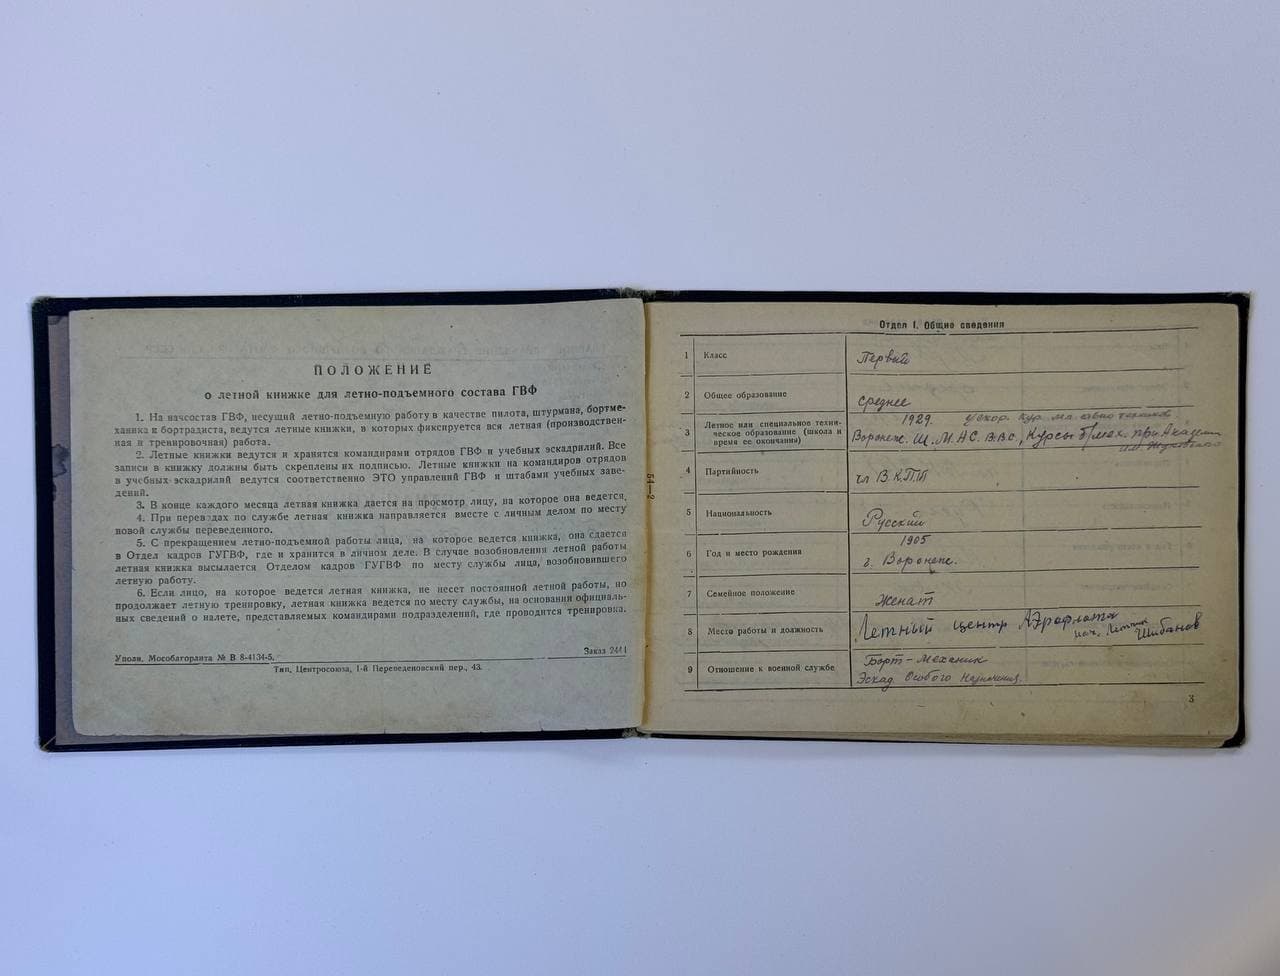 ПОЛОЖЕНИЕ
О ЛЕТНОЙ КНИЖКЕ ДЛЯ ЛЕТНО-ПОДЪЕМНОГО СОСТАВА ГВФ
1. На начсостав ГВФ, несущий летно-подъемную работу в качестве пилота, штурмана, бортме-
ханика и бортрадиста, ведутся летные книжки, в которых фиксируется вся летная (производствен-
ная и тренировочная) работа.
2. Летные книжки ведутся и хранятся командирами отрядов ГВФ и учебных эскадрилий. Все
записи в книжку должны быть скреплены их подписью. Летные книжки на командиров отрядов
и учебных эскадрилий ведутся соответственно ЭТО управлений ГВФ и штабами учебных заве-
дений.
3. В конце каждого месяца летная книжка дается на просмотр лицу, на которое она ведется.
4. При переводах по службе летная книжка направляется вместе с личным делом по месту
новой службы переведенного.
5. С прекращением летно-подъемной работы лица, на которое ведется книжка, она сдается
в Отдел кадров ГУГВФ, где и хранится в личном деле. В случае возобновления летной работы
летная книжка высылается Отделом кадров ГУГВФ по месту службы лица, возобновившего
летную работу.
6. Если лицо, на которое ведется летная книжка, не несет постоянной летной работы, но
продолжает летную тренировку, летная книжка ведется по месту службы, на основании официаль-
ных сведений о налете, представляемых командирами подразделений, где проводится тренировка.
Уполн. Мособлгорлита № В 8-4134-5. Заказ 2441
Тип. Центросоюза, 1-й Переведеновский пер., 43.
54—2
Отдел I. Общие сведения
1 Класс Первый
2 Общее образование среднее
1929. ускор. кур.
3 Летное или специальное техни-
ческое образование (школа и
время ее окончания)
Воронеж. Ш.М.А.С. В.В.С., Курсы б/мех. при Академии
им. Жуковского
4 Партийность чл В.К.П.
5 Национальность Русский
6 Год и место рождения 1905
г. Воронеж.
7 Семейное положение Женат
8 Место работы и должность Летный центр Аэрофлота
нач. Шибанов
9 Отношение к военной службе Борт-механик
Эскад Особого Назначения.
3